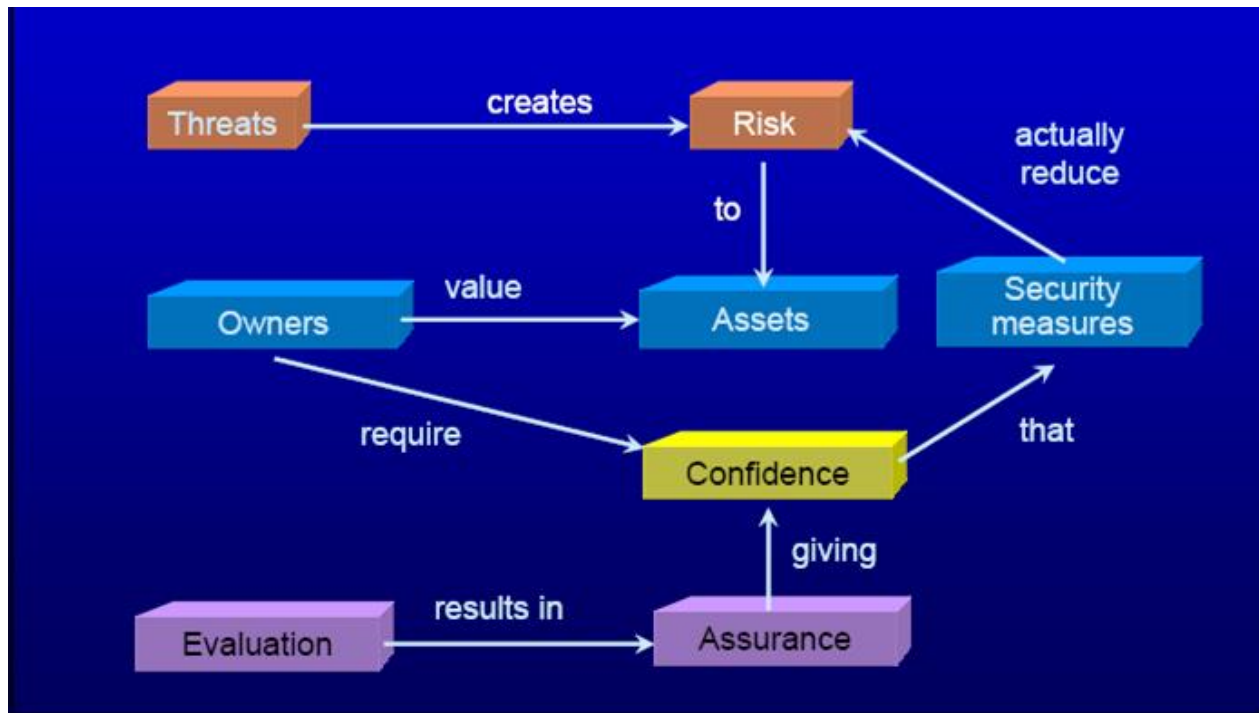 creates
Threats
Risk
actually
reduce
to
value
Owners
Assets
Security
measures
require
that
Confidence
giving
results in
Evaluation
Assurance